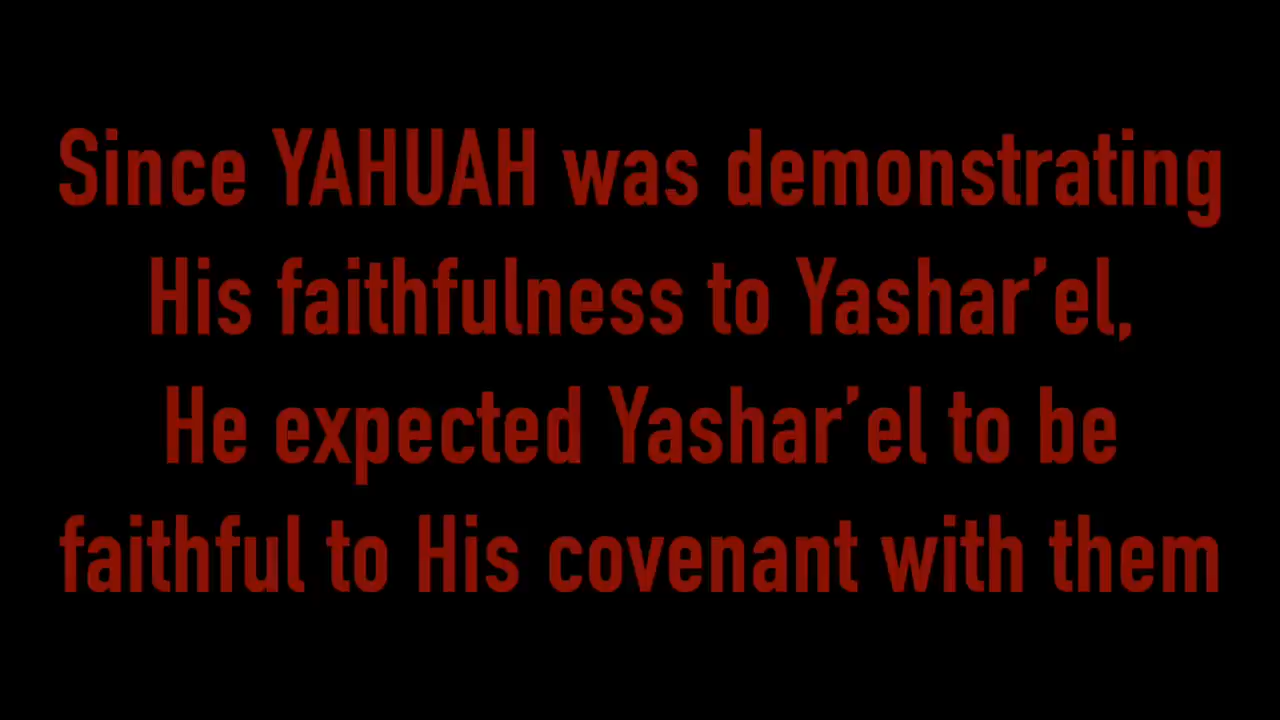 Since YAHUAH was demonstrating
His faithfulness to Yashar’el,
He expected Yashar’el to be
faithful to His covenant with them